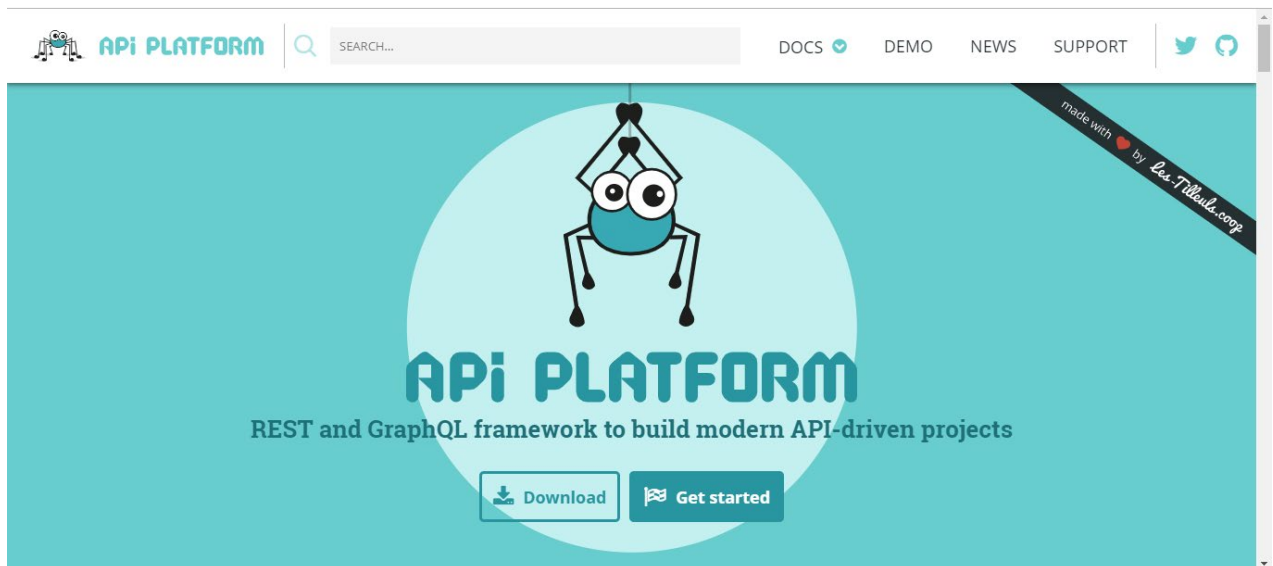 APi PLATFORM
SEARCH...
DOCS
DEMO
NEWS
SUPPORT
made with by Les-Tilleuls.coop
APi PLATFORM
REST and GraphQL framework to build modern API-driven projects
Download
Get started